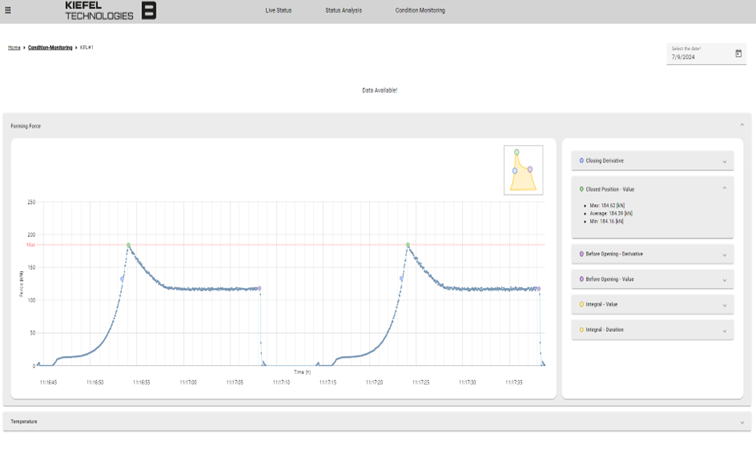 KIEFEL
TECHNOLOGIES
B
Live Status
Status Analysis
Condition Monitoring
Home ▸ Condition-Monitoring ▸ KFL#1
Select the date*
7/9/2024
Data Available!
Forming Force
250
200
Max
150
100
50
0
Force [kN]
11:16:45 11:16:50 11:16:55 11:17:00 11:17:05 11:17:10 11:17:15 11:17:20 11:17:25 11:17:30 11:17:35
Time [h]
Closing Derivative
Closed Position - Value
Max: 184.62 [kN]
Average: 184.39 [kN]
Min: 184.16 [kN]
Before Opening - Derivative
Before Opening - Value
Integral - Value
Integral - Duration
Temperature